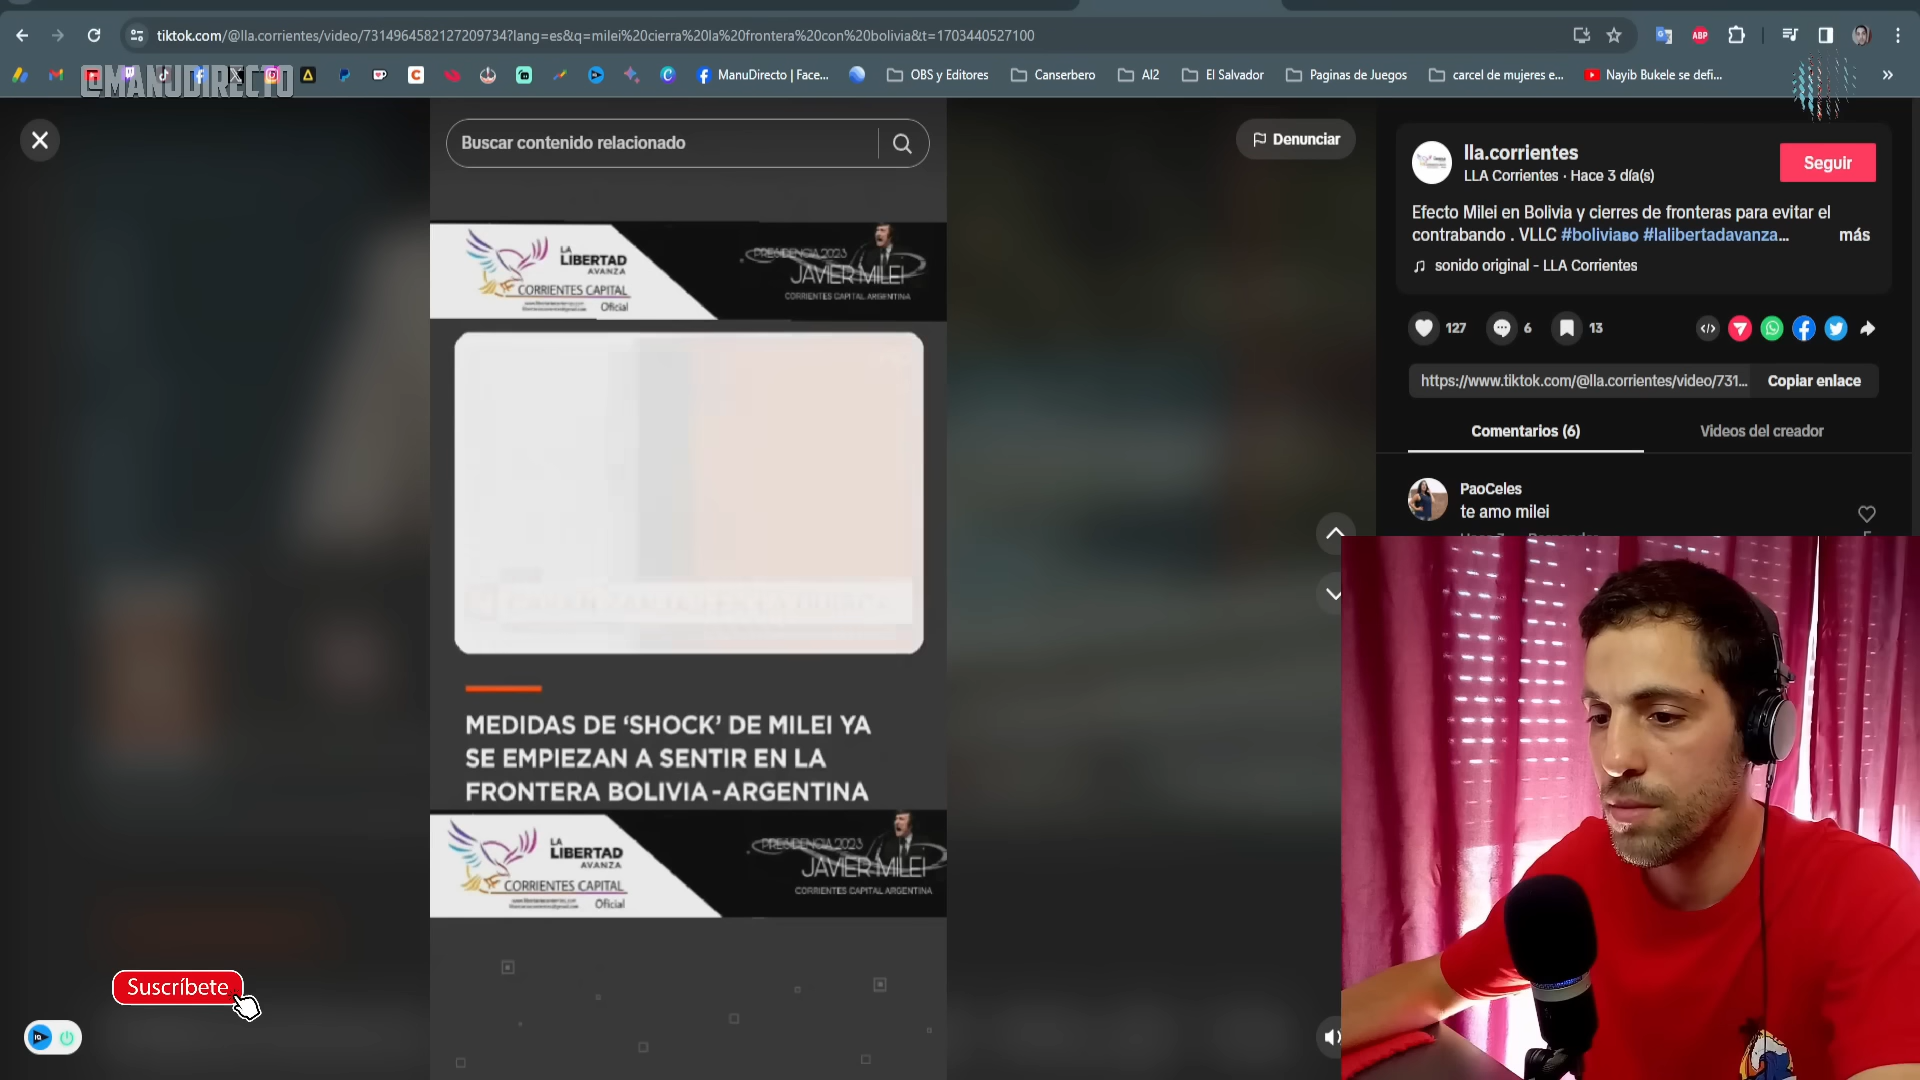 tiktok.com/@lla.corrientes/video/7314964582127209734?lang=es&q=milei%20cierra%20la%20frontera%20con%20bolivia&t=1703440527100
ABP
@MANUDIRECTO
ManuDirecto | Face...
OBS y Editores
Canserbero
AI2
El Salvador
Paginas de Juegos
carcel de mujeres e...
Nayib Bukele se defi...
Buscar contenido relacionado
Denunciar
lla.corrientes
LLA Corrientes · Hace 3 día(s)
Seguir
Efecto Milei en Bolivia y cierres de fronteras para evitar el
contrabando . VLLC #boliviaʙᴏ #lalibertadavanza... más
sonido original - LLA Corrientes
127
6
13
https://www.tiktok.com/@lla.corrientes/video/731...
Copiar enlace
Comentarios (6)
Videos del creador
PaoCeles
te amo milei
LA
LIBERTAD
AVANZA
CORRIENTES CAPITAL
Oficial
PRESIDENCIA 2023
JAVIER MILEI
CORRIENTES CAPITAL ARGENTINA
MEDIDAS DE ‘SHOCK’ DE MILEI YA
SE EMPIEZAN A SENTIR EN LA
FRONTERA BOLIVIA-ARGENTINA
LA
LIBERTAD
AVANZA
CORRIENTES CAPITAL
Oficial
PRESIDENCIA 2023
JAVIER MILEI
CORRIENTES CAPITAL ARGENTINA
Suscríbete